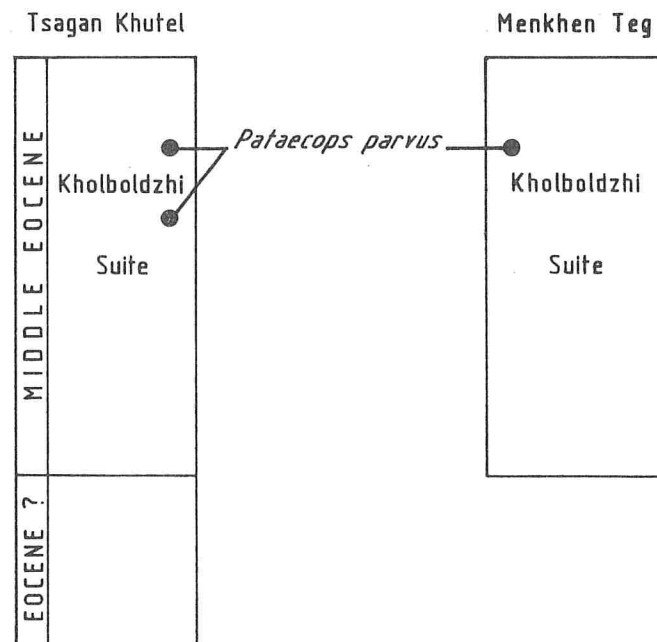 Tsagan Khutel
Menkhen Teg
MIDDLE EOCENE
Pataecops parvus
Kholboldzhi
Suite
Kholboldzhi
Suite
EOCENE ?